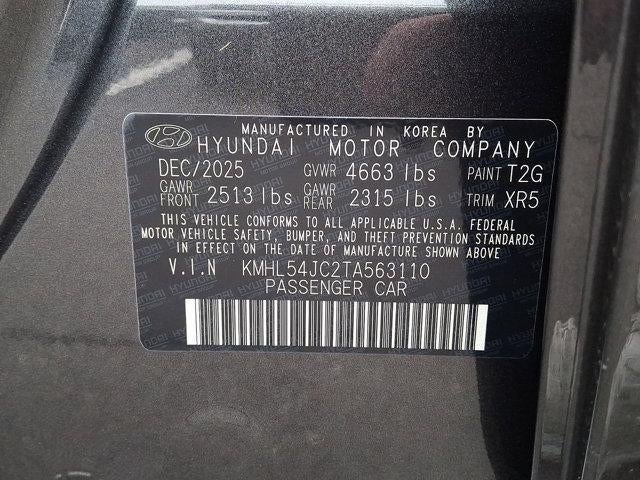 MANUFACTURED IN KOREA BY
HYUNDAI MOTOR COMPANY
DEC/2025 GVWR 4663 lbs PAINT T2G
GAWR FRONT 2513 lbs GAWR REAR 2315 lbs TRIM XR5
THIS VEHICLE CONFORMS TO ALL APPLICABLE U.S.A. FEDERAL
MOTOR VEHICLE SAFETY, BUMPER, AND THEFT PREVENTION STANDARDS
IN EFFECT ON THE DATE OF MANUFACTURE SHOWN ABOVE
V.I.N KMHL54JC2TA563110
PASSENGER CAR